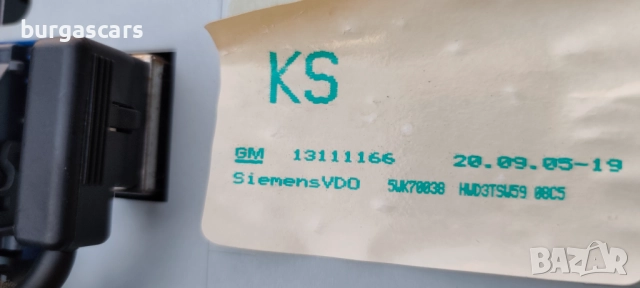 burgascars
KS
GM 13111166 20.09.05-19
SiemensVDO 5WK70038 HWD3TSW59 08C5
BAZAR